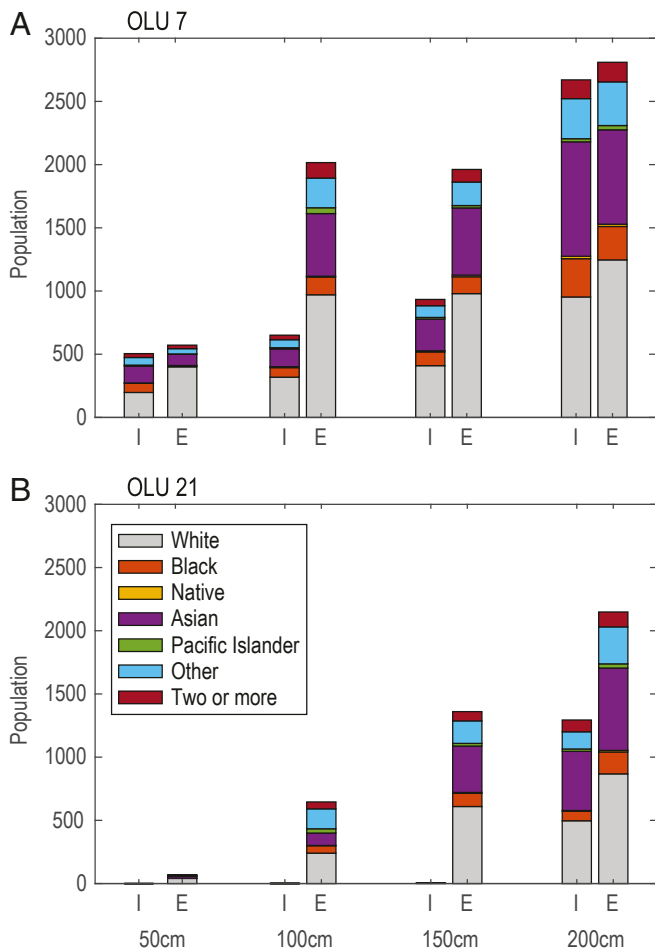 A
OLU 7
3000
2500
2000
1500
1000
500
0
Population
I E I E I E I E
B
OLU 21
3000
2500
2000
1500
1000
500
0
Population
White
Black
Native
Asian
Pacific Islander
Other
Two or more
I E I E I E I E
50cm 100cm 150cm 200cm